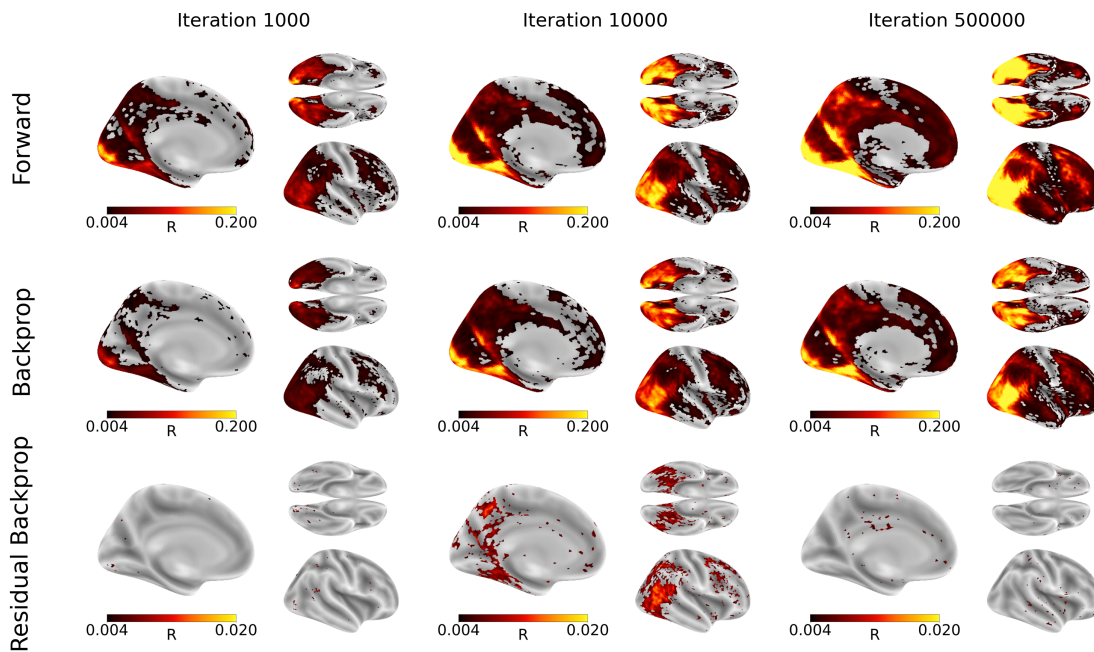 Iteration 1000
Iteration 10000
Iteration 500000
Forward
0.004 0.200
R
0.004 0.200
R
0.004 0.200
R
Backprop
0.004 0.200
R
0.004 0.200
R
0.004 0.200
R
Residual Backprop
0.004 0.020
R
0.004 0.020
R
0.004 0.020
R